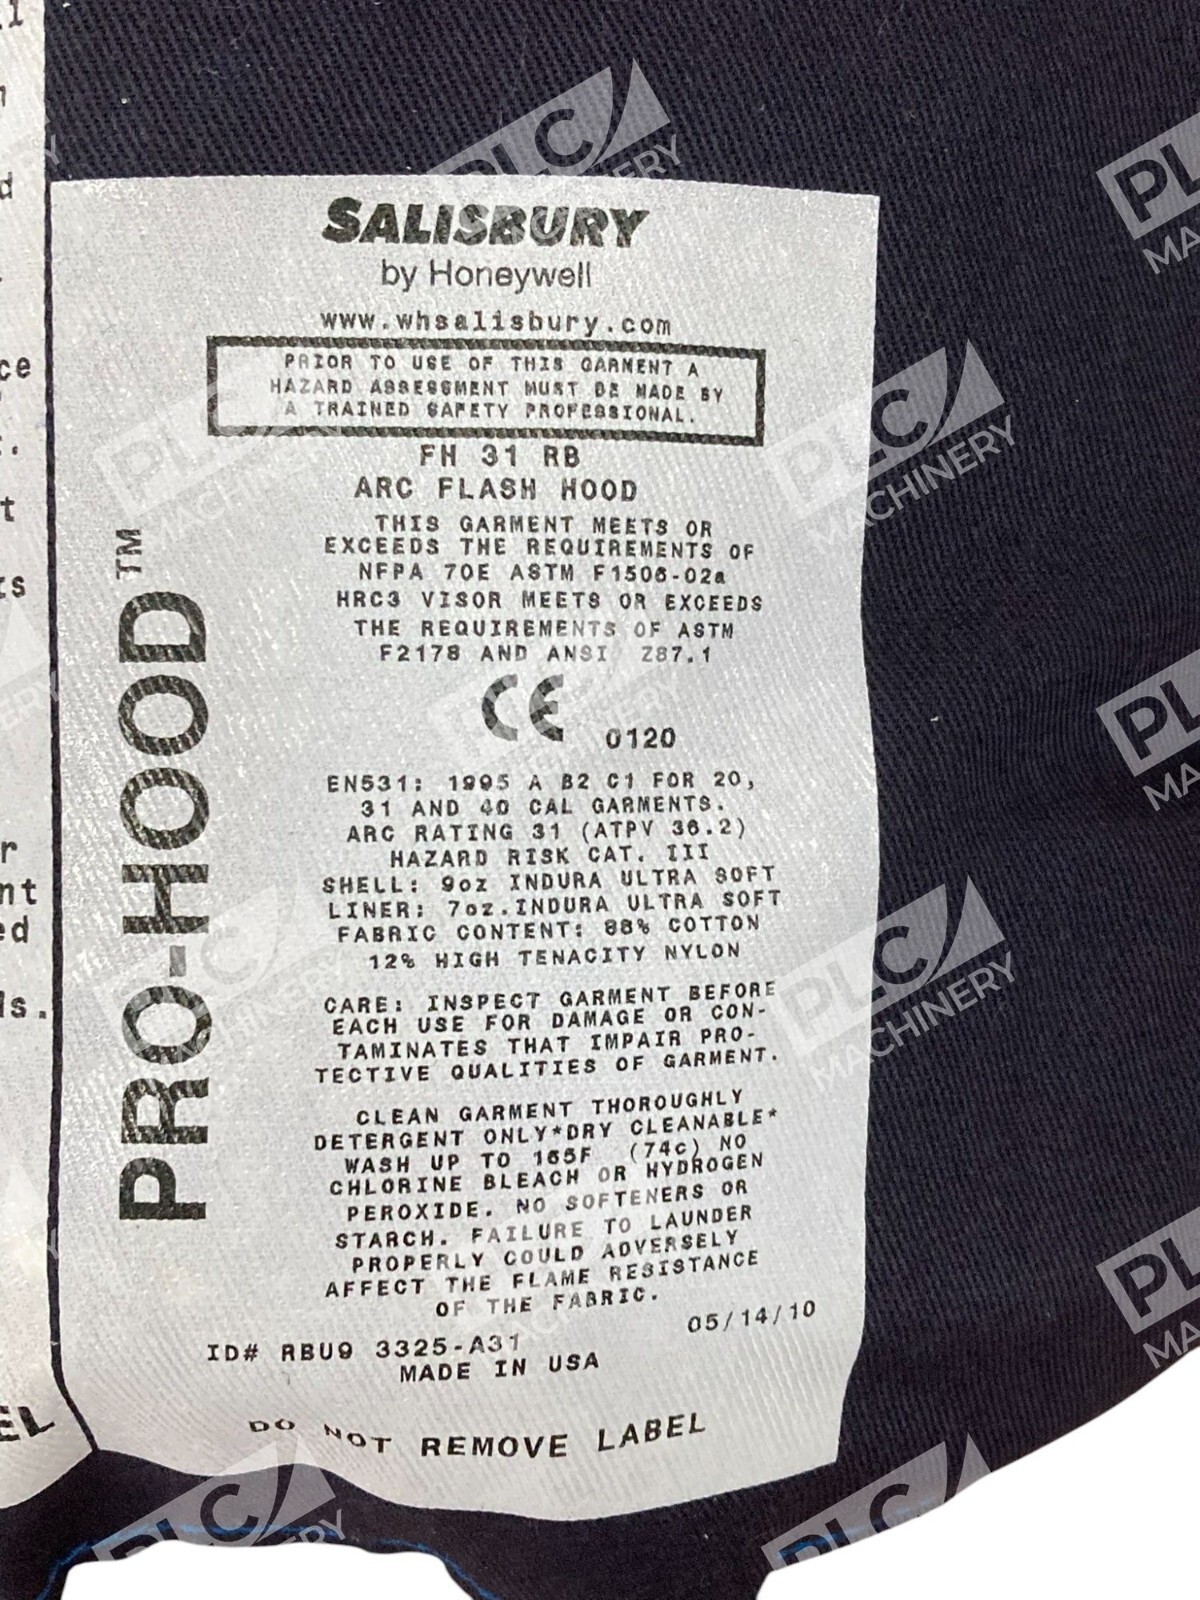 SALISBURY
by Honeywell
www.whsalisbury.com
PRIOR TO USE OF THIS GARMENT A
HAZARD ASSESSMENT MUST BE MADE BY
A TRAINED SAFETY PROFESSIONAL.
FH 31 RB
ARC FLASH HOOD
THIS GARMENT MEETS OR
EXCEEDS THE REQUIREMENTS OF
NFPA 70E ASTM F1506-02a
HRC3 VISOR MEETS OR EXCEEDS
THE REQUIREMENTS OF ASTM
F2178 AND ANSI Z87.1
CE 0120
EN531: 1995 A B2 C1 FOR 20,
31 AND 40 CAL GARMENTS.
ARC RATING 31 (ATPV 36.2)
HAZARD RISK CAT. III
SHELL: 9oz INDURA ULTRA SOFT
LINER: 7oz. INDURA ULTRA SOFT
FABRIC CONTENT: 88% COTTON
12% HIGH TENACITY NYLON
CARE: INSPECT GARMENT BEFORE
EACH USE FOR DAMAGE OR CON-
TAMINATES THAT IMPAIR PRO-
TECTIVE QUALITIES OF GARMENT.
CLEAN GARMENT THOROUGHLY
DETERGENT ONLY*DRY CLEANABLE*
WASH UP TO 165F (74c) NO
CHLORINE BLEACH OR HYDROGEN
PEROXIDE. NO SOFTENERS OR
STARCH. FAILURE TO LAUNDER
PROPERLY COULD ADVERSELY
AFFECT THE FLAME RESISTANCE
OF THE FABRIC.
05/14/10
ID# RBU9 3325-A31
MADE IN USA
DO NOT REMOVE LABEL
PRO-HOOD™
PLC MACHINERY